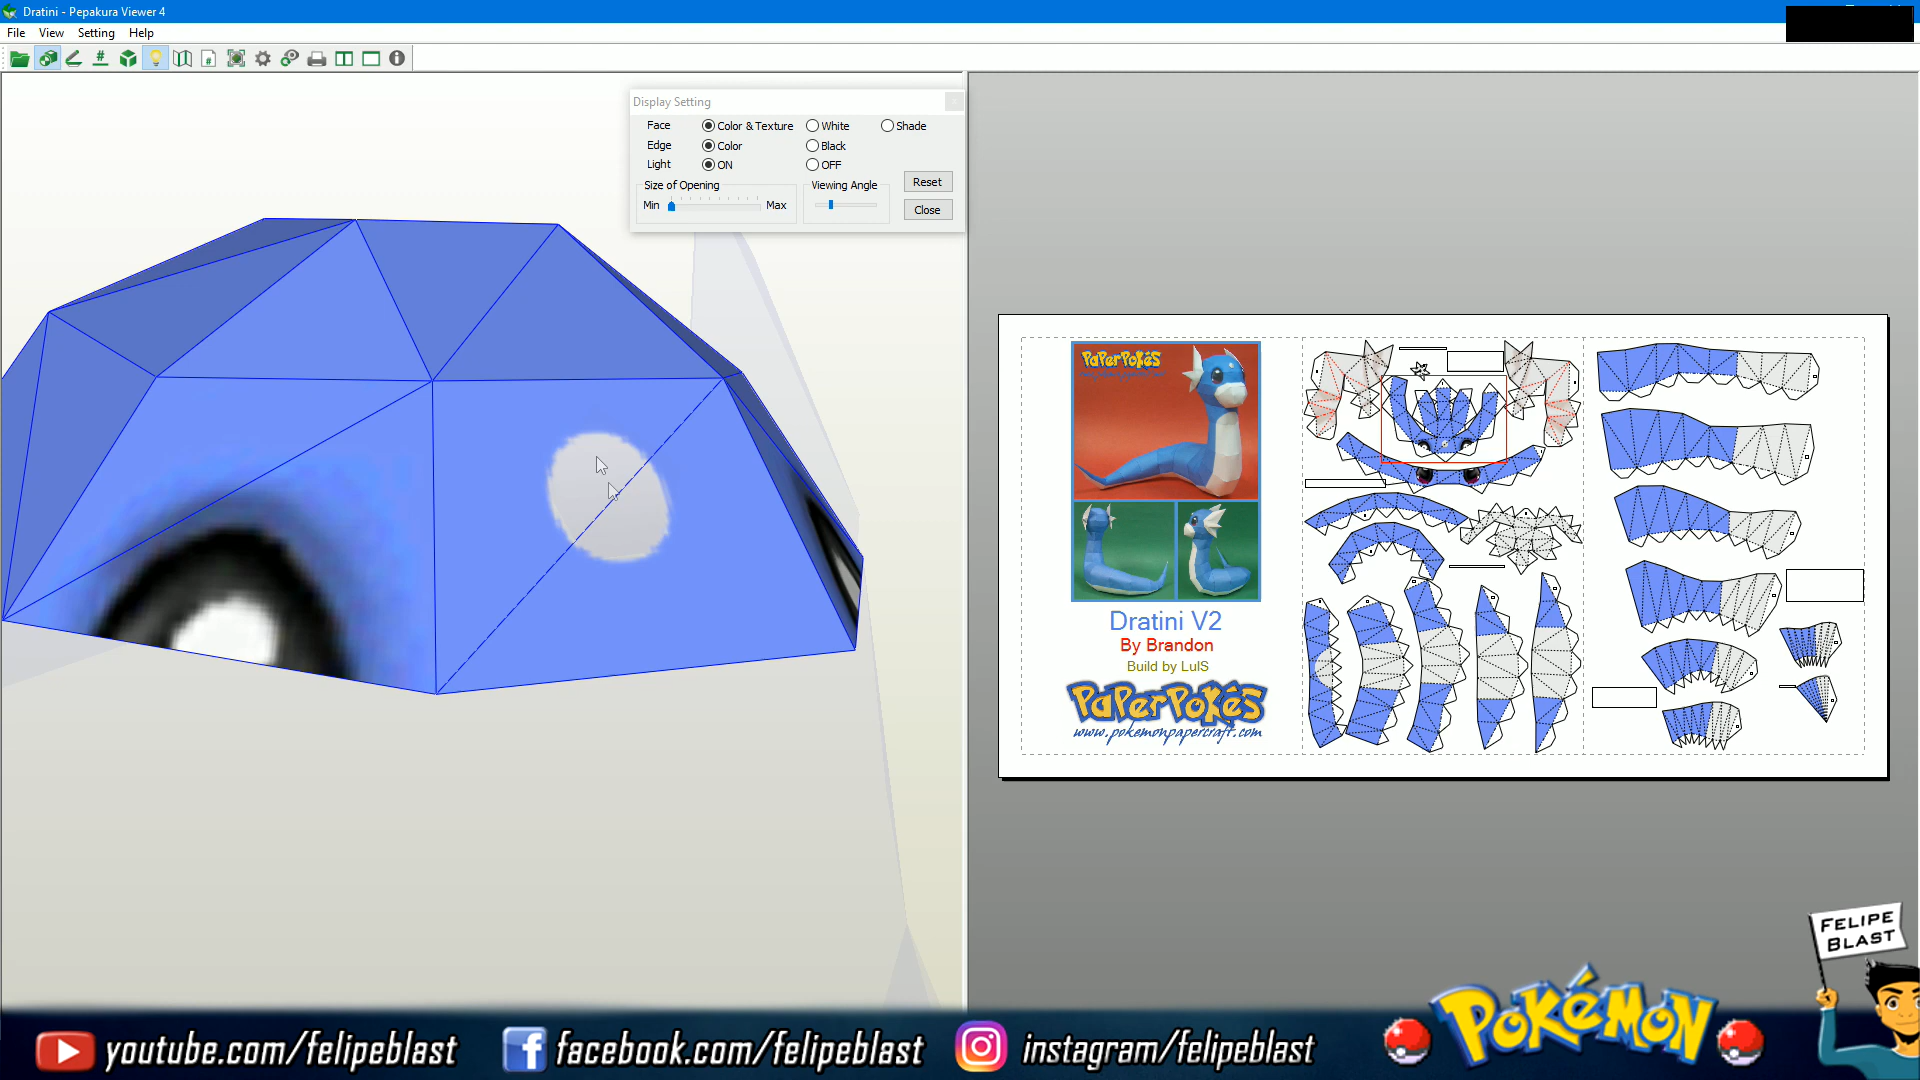 Dratini - Pepakura Viewer 4
File View Setting Help
Display Setting
Face Color & Texture White Shade
Edge Color Black
Light ON OFF
Size of Opening Viewing Angle
Min Max
Reset
Close
PaPerPoKéS
Dratini V2
By Brandon
Build by LulS
PaPerPoKéS
www.pokemonpapercraft.com
FELIPE
BLAST
POKéMON
youtube.com/felipeblast facebook.com/felipeblast instagram/felipeblast